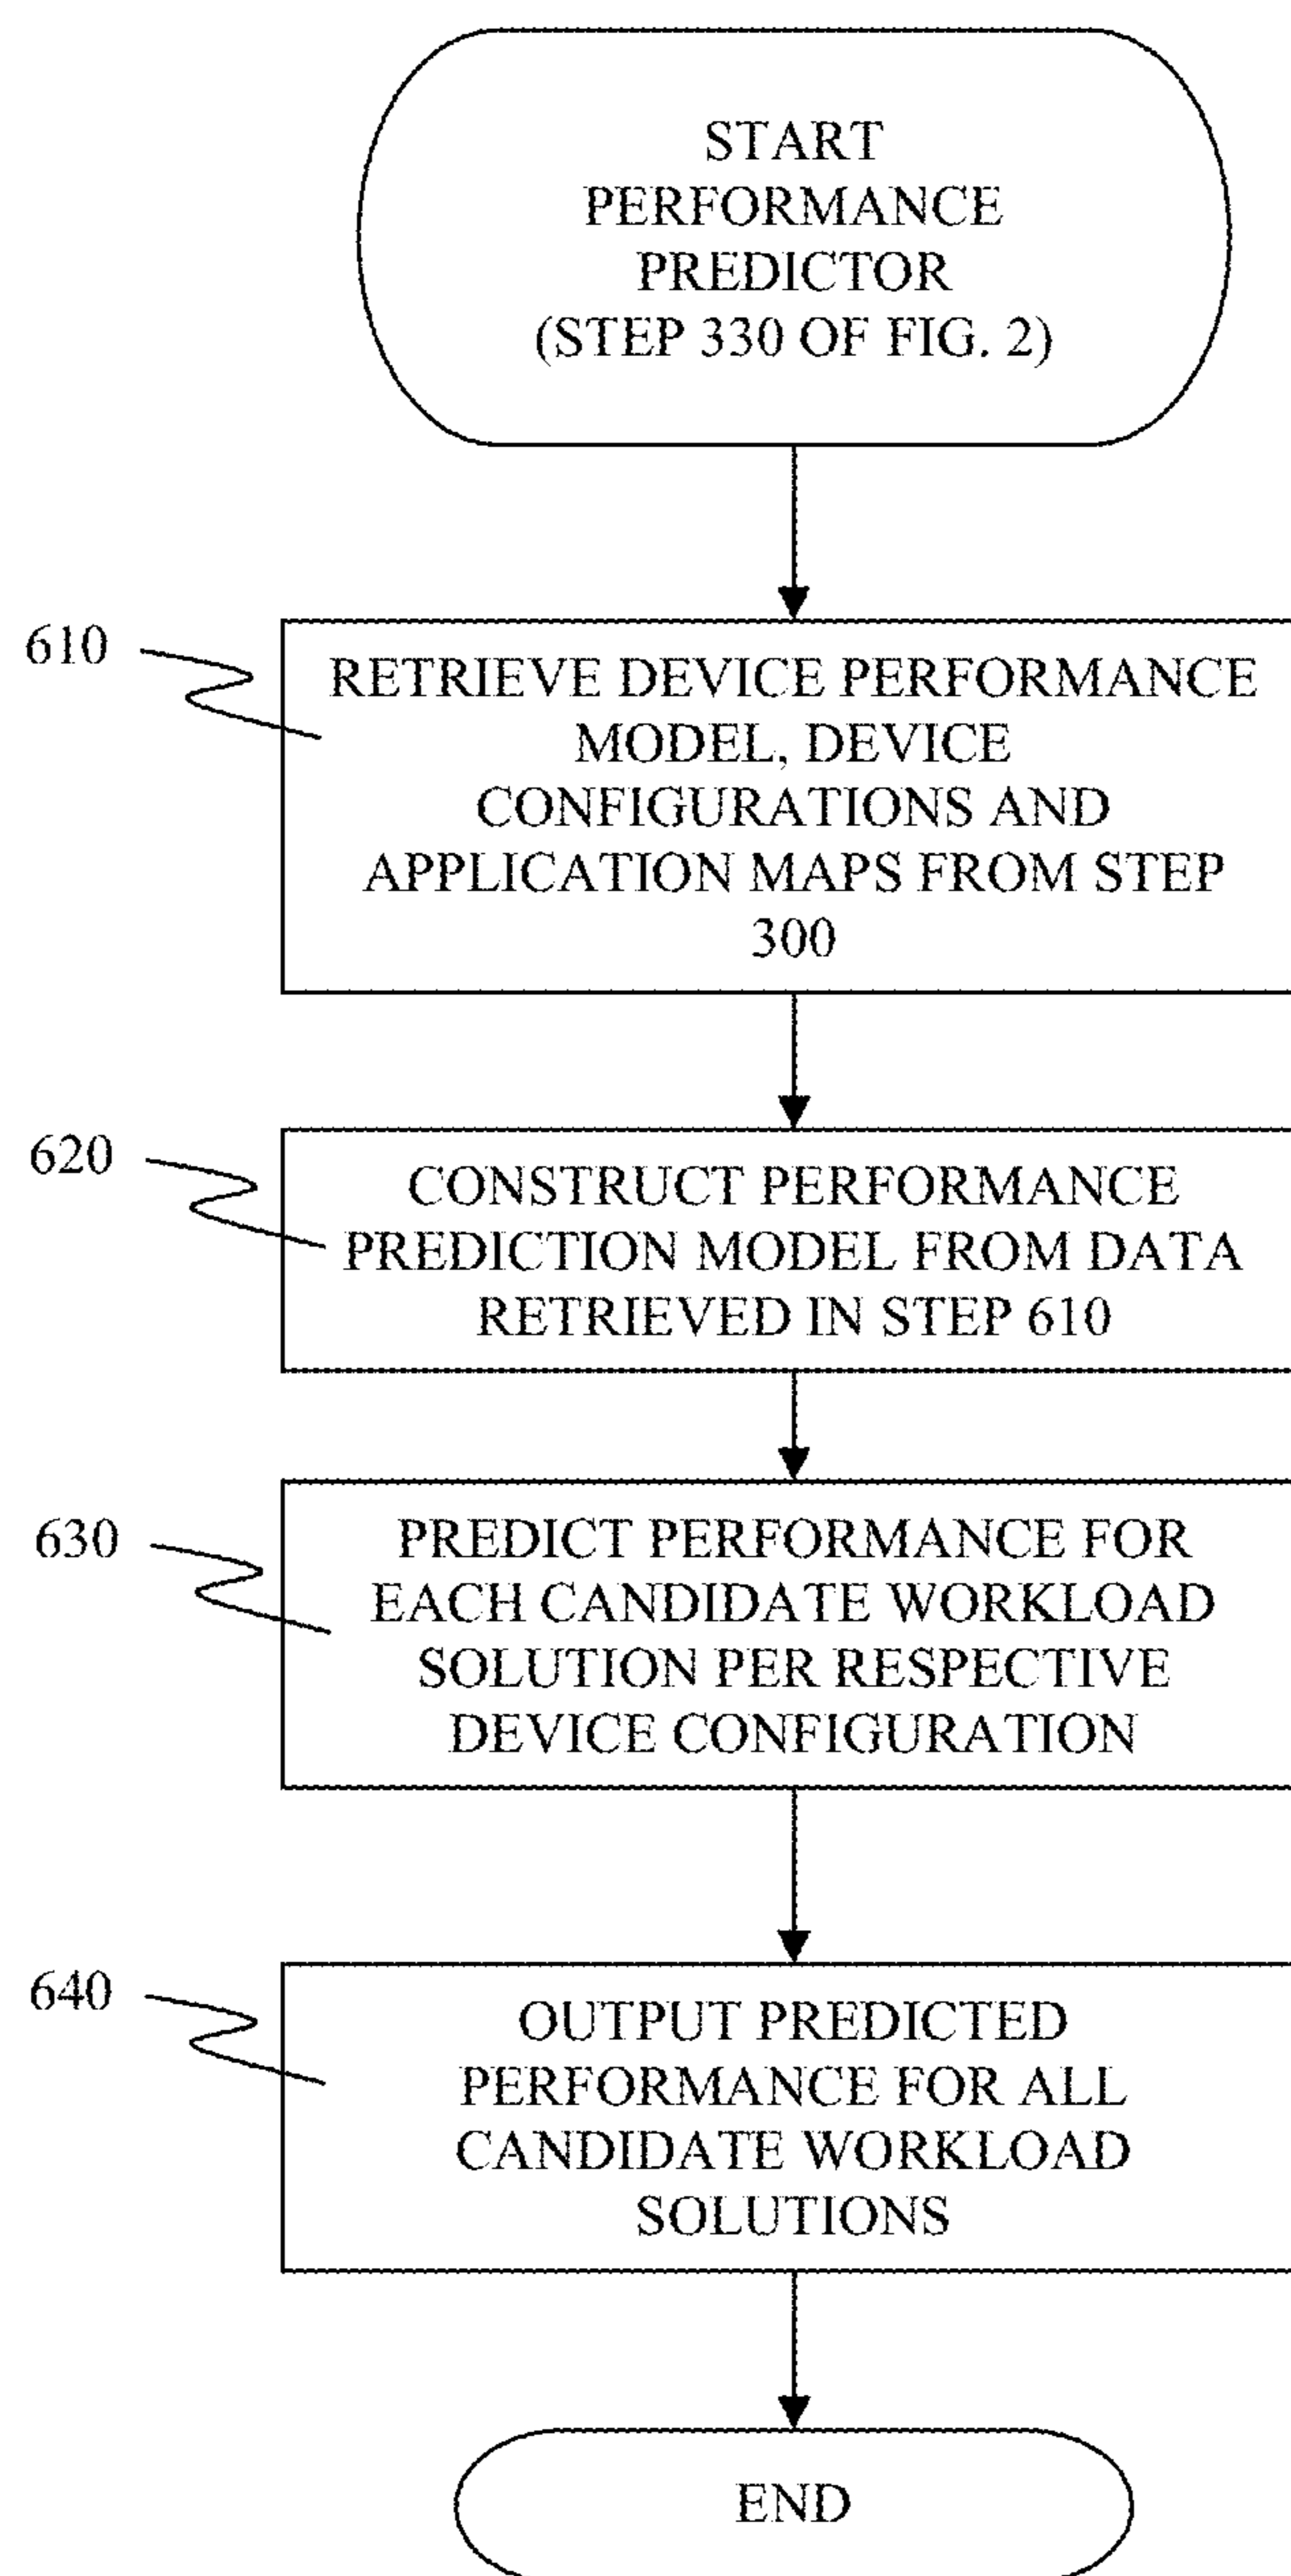 START
PERFORMANCE
PREDICTOR
(STEP 330 OF FIG. 2)
610
RETRIEVE DEVICE PERFORMANCE
MODEL, DEVICE
CONFIGURATIONS AND
APPLICATION MAPS FROM STEP
300
620
CONSTRUCT PERFORMANCE
PREDICTION MODEL FROM DATA
RETRIEVED IN STEP 610
630
PREDICT PERFORMANCE FOR
EACH CANDIDATE WORKLOAD
SOLUTION PER RESPECTIVE
DEVICE CONFIGURATION
640
OUTPUT PREDICTED
PERFORMANCE FOR ALL
CANDIDATE WORKLOAD
SOLUTIONS
END